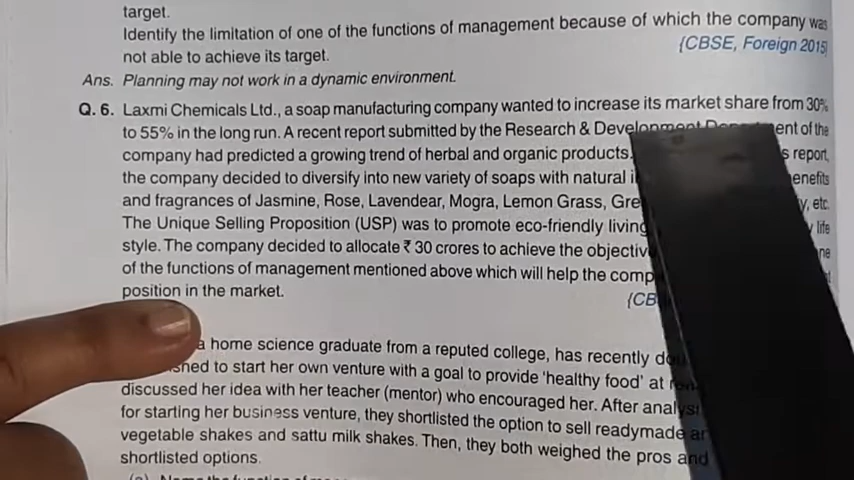 target.
Identify the limitation of one of the functions of management because of which the company was
not able to achieve its target.
{CBSE, Foreign 2015}
Ans. Planning may not work in a dynamic environment.
Q. 6. Laxmi Chemicals Ltd., a soap manufacturing company wanted to increase its market share from 30%
to 55% in the long run. A recent report submitted by the Research & Development Department of the
company had predicted a growing trend of herbal and organic products. s report,
the company decided to diversify into new variety of soaps with natural enefits
and fragrances of Jasmine, Rose, Lavendear, Mogra, Lemon Grass, Gre y, etc.
The Unique Selling Proposition (USP) was to promote eco-friendly living life
style. The company decided to allocate ₹ 30 crores to achieve the objectiv ne
of the functions of management mentioned above which will help the comp
position in the market.
{CB
a home science graduate from a reputed college, has recently do
shed to start her own venture with a goal to provide 'healthy food' at
discussed her idea with her teacher (mentor) who encouraged her. After analysi
for starting her business venture, they shortlisted the option to sell readymade
vegetable shakes and sattu milk shakes. Then, they both weighed the pros and
shortlisted options.
(a) Name the function of